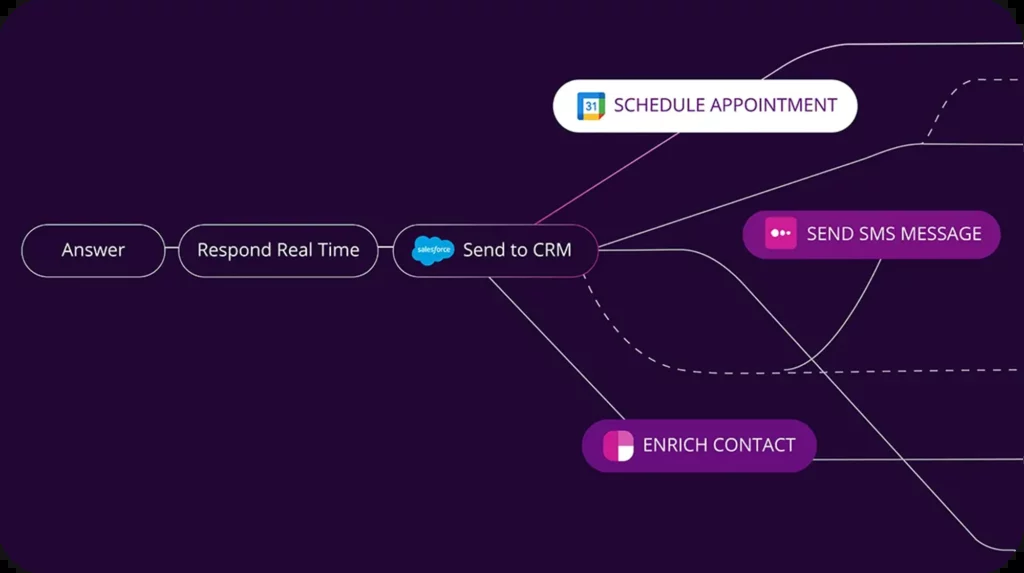 31 SCHEDULE APPOINTMENT
SEND SMS MESSAGE
Answer
Respond Real Time
salesforce Send to CRM
ENRICH CONTACT